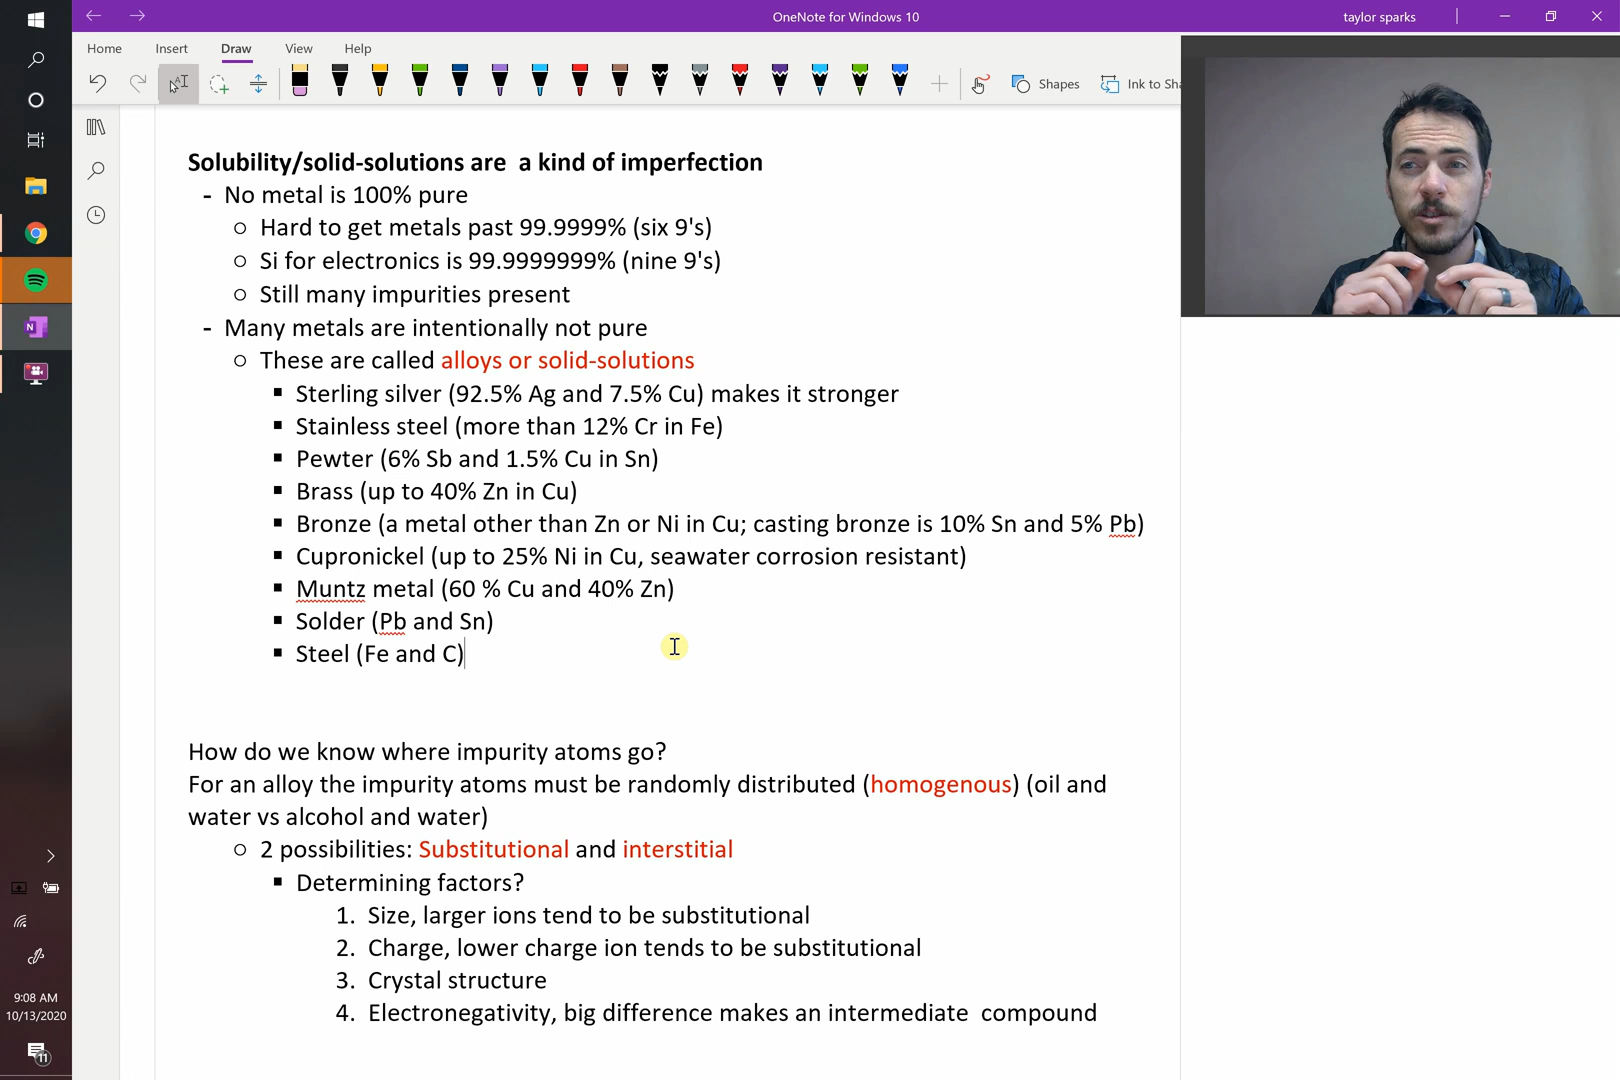 OneNote for Windows 10
taylor sparks
Home Insert Draw View Help
Shapes
Ink to Sha
Solubility/solid-solutions are  a kind of imperfection
- No metal is 100% pure
○ Hard to get metals past 99.9999% (six 9's)
○ Si for electronics is 99.9999999% (nine 9's)
○ Still many impurities present
- Many metals are intentionally not pure
○ These are called alloys or solid-solutions
▪ Sterling silver (92.5% Ag and 7.5% Cu) makes it stronger
▪ Stainless steel (more than 12% Cr in Fe)
▪ Pewter (6% Sb and 1.5% Cu in Sn)
▪ Brass (up to 40% Zn in Cu)
▪ Bronze (a metal other than Zn or Ni in Cu; casting bronze is 10% Sn and 5% Pb)
▪ Cupronickel (up to 25% Ni in Cu, seawater corrosion resistant)
▪ Muntz metal (60 % Cu and 40% Zn)
▪ Solder (Pb and Sn)
▪ Steel (Fe and C)
How do we know where impurity atoms go?
For an alloy the impurity atoms must be randomly distributed (homogenous) (oil and
water vs alcohol and water)
○ 2 possibilities: Substitutional and interstitial
▪ Determining factors?
1. Size, larger ions tend to be substitutional
2. Charge, lower charge ion tends to be substitutional
3. Crystal structure
4. Electronegativity, big difference makes an intermediate  compound
9:08 AM
10/13/2020
11